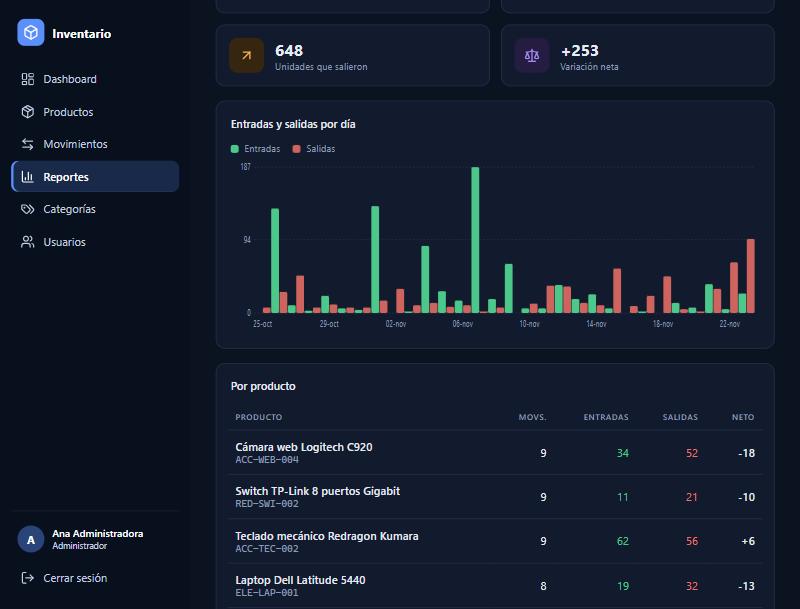 Inventario
Dashboard
Productos
Movimientos
Reportes
Categorías
Usuarios
Ana Administradora
Administrador
A
Cerrar sesión
648
Unidades que salieron
+253
Variación neta
Entradas y salidas por día
Entradas Salidas
187
94
0
25-oct 29-oct 02-nov 06-nov 10-nov 14-nov 18-nov 22-nov
Por producto
PRODUCTO MOVS. ENTRADAS SALIDAS NETO
Cámara web Logitech C920
ACC-WEB-004
9 34 52 -18
Switch TP-Link 8 puertos Gigabit
RED-SWI-002
9 11 21 -10
Teclado mecánico Redragon Kumara
ACC-TEC-002
9 62 56 +6
Laptop Dell Latitude 5440
ELE-LAP-001
8 19 32 -13